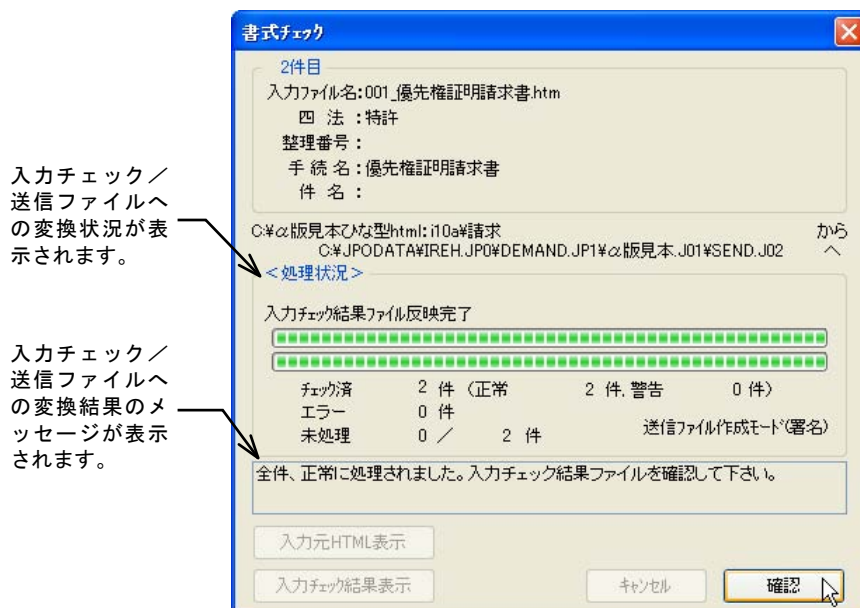 書式チェック
2件目
入力ファイル名:001_優先権証明請求書.htm
四 法 :特許
整理番号 :
手 続 名 :優先権証明請求書
件 名 :
入力チェック／
送信ファイルへ
の変換状況が表
示されます。
C:¥α版見本ひな型html:i10a¥請求 から
C:¥JPODATA¥IREH.JP0¥DEMAND.JP1¥α版見本.J01¥SEND.J02 へ
<処理状況>
入力チェック結果ファイル反映完了
入力チェック／
送信ファイルへ
の変換結果のメ
ッセージが表示
されます。
チェック済 2 件 (正常 2 件, 警告 0 件)
エラー 0 件
未処理 0 / 2 件 送信ファイル作成モード(署名)
全件、正常に処理されました。入力チェック結果ファイルを確認して下さい。
入力元HTML表示
入力チェック結果表示 キャンセル 確認